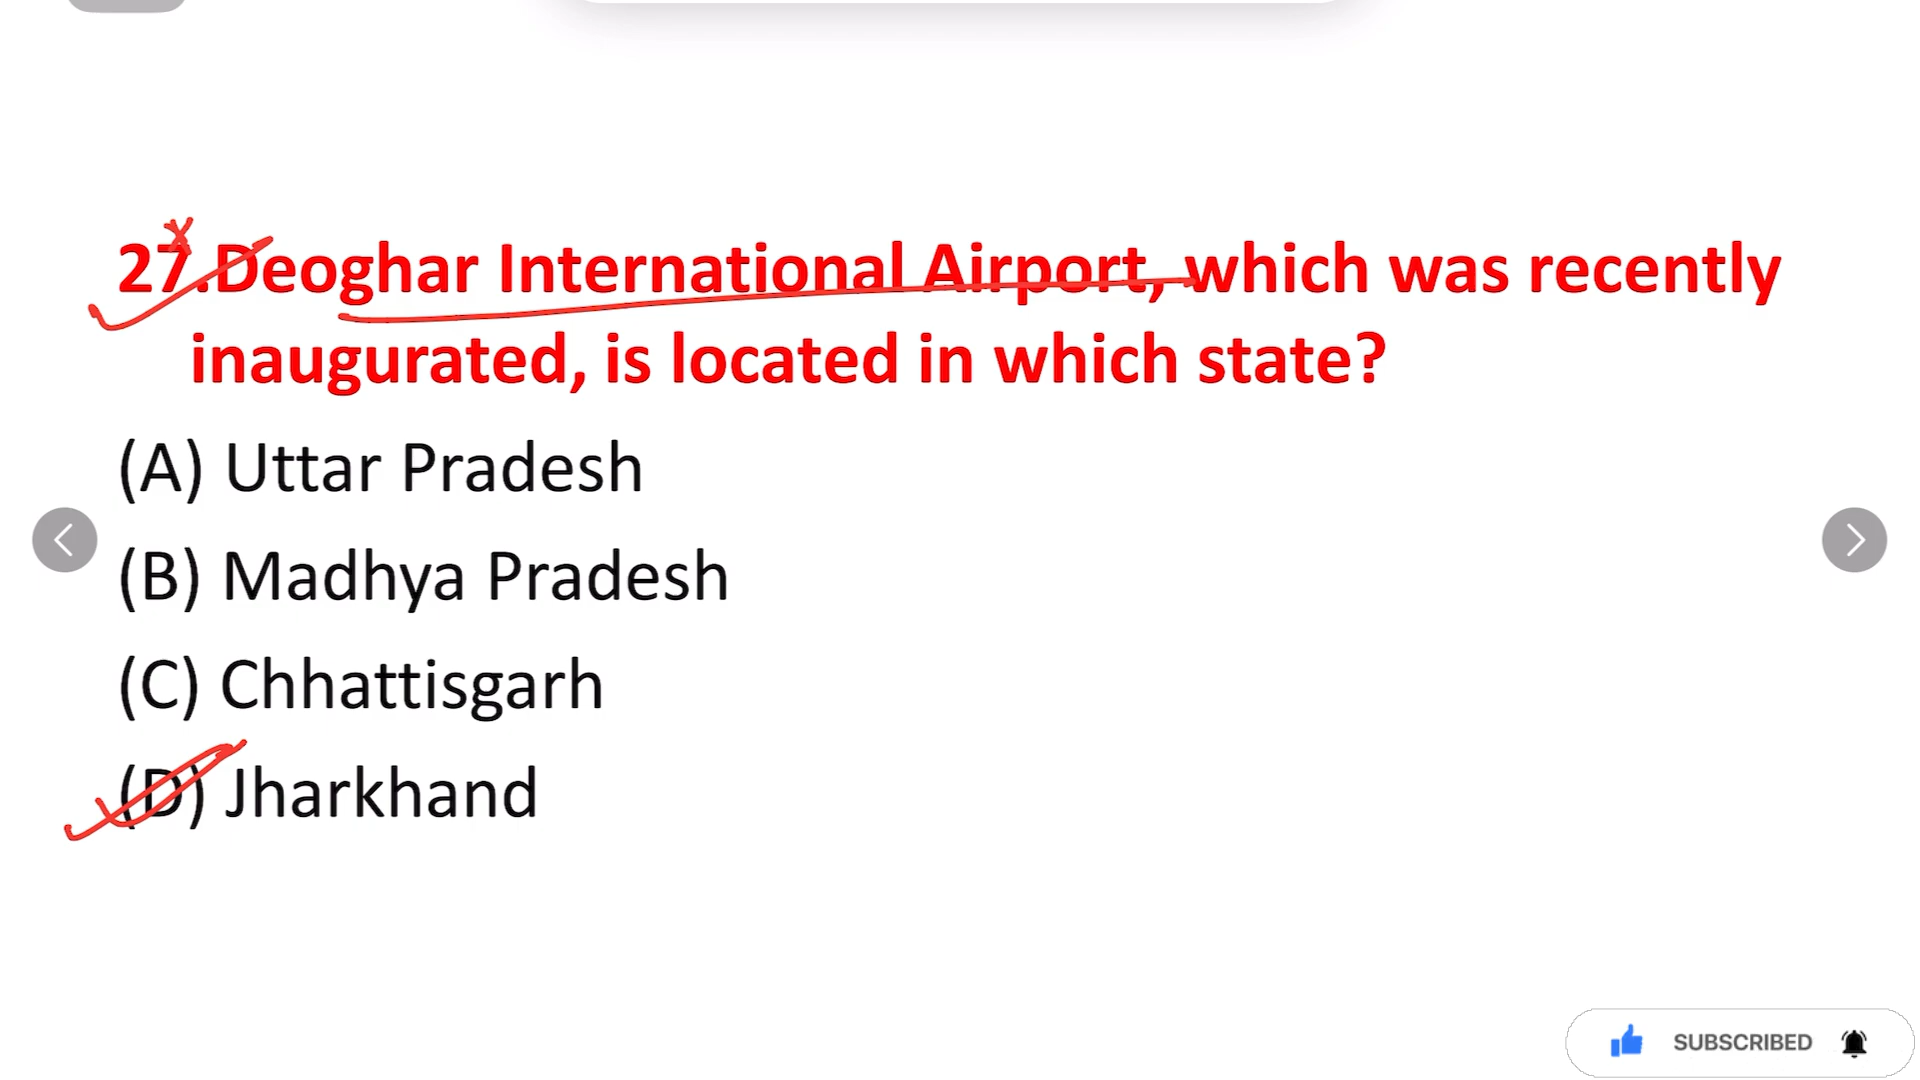 27.Deoghar International Airport, which was recently
inaugurated, is located in which state?
(A) Uttar Pradesh
(B) Madhya Pradesh
(C) Chhattisgarh
(D) Jharkhand
SUBSCRIBED